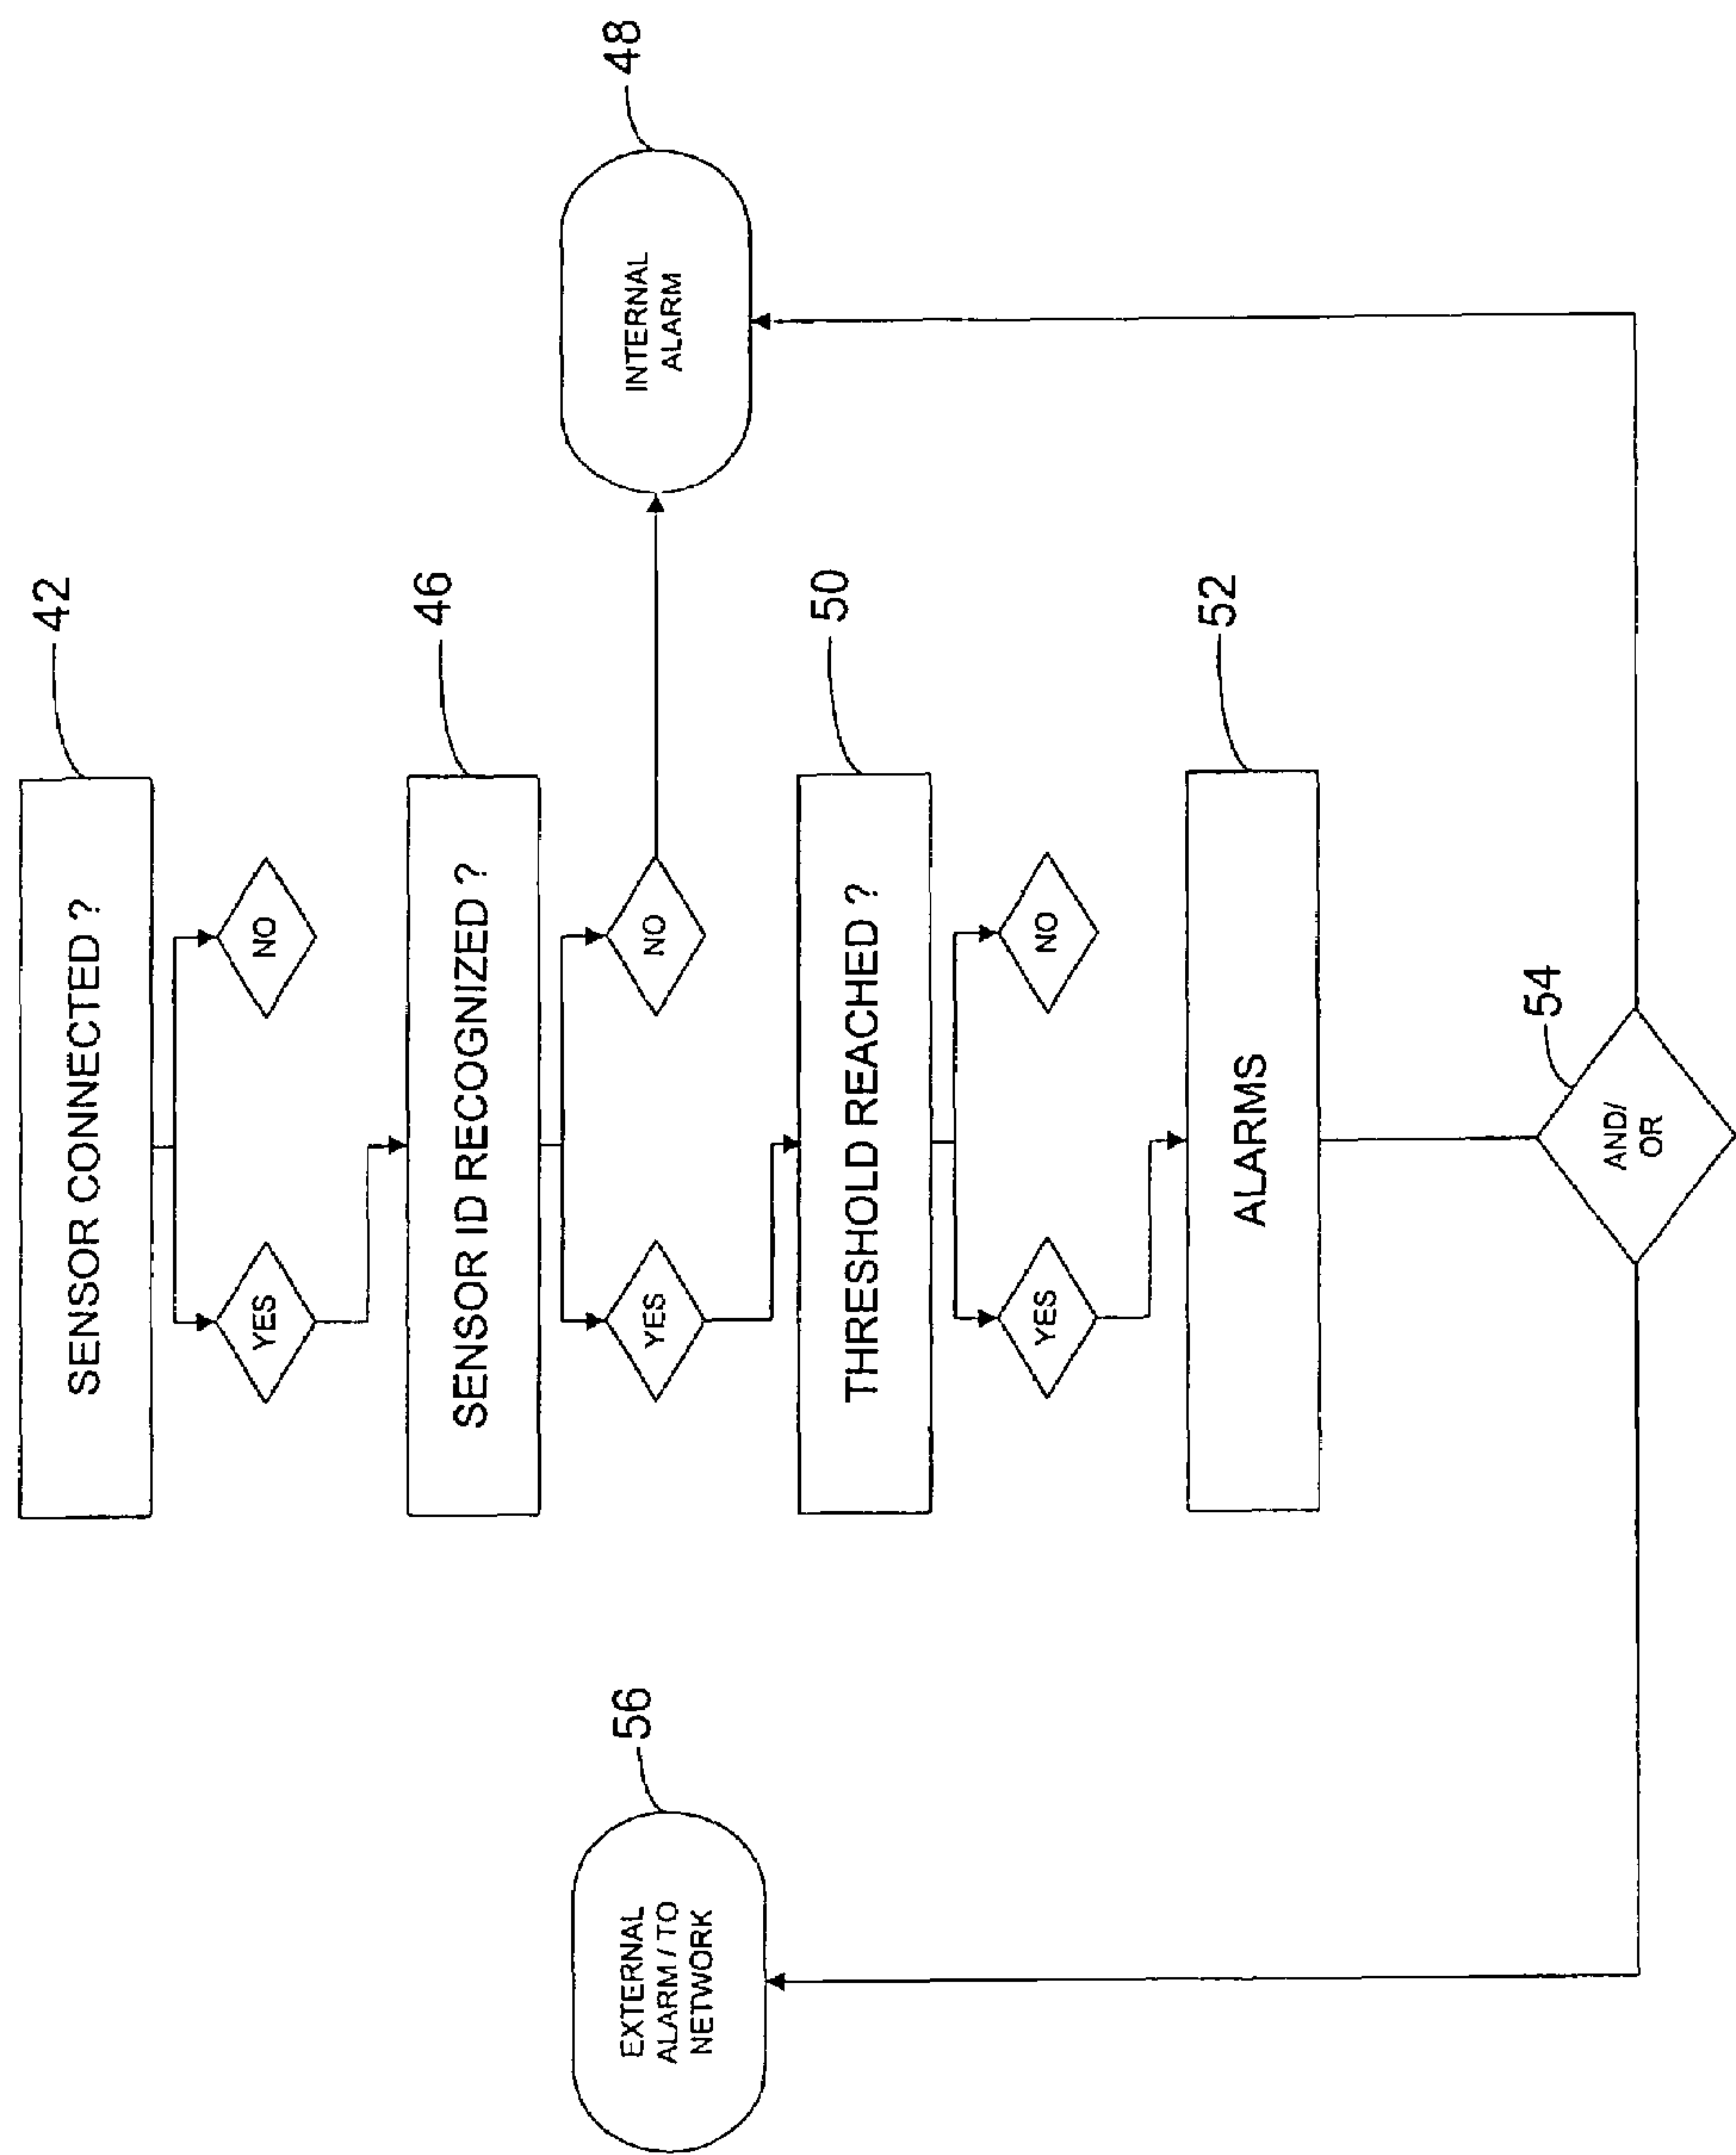 SENSOR CONNECTED ?
42
YES
NO
SENSOR ID RECOGNIZED ?
46
YES
NO
EXTERNAL
ALARM / TO
NETWORK
56
INTERNAL
ALARM
48
THRESHOLD REACHED ?
50
YES
NO
ALARMS
52
AND/
OR
54